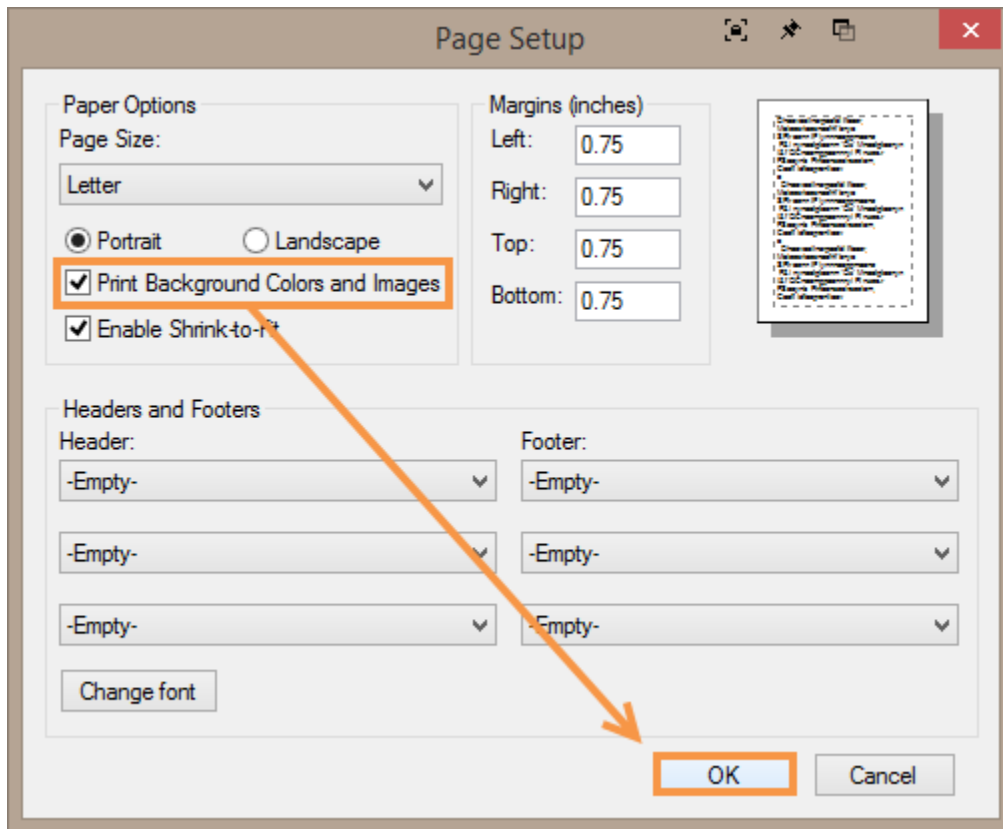 Page Setup
Paper Options
Page Size:
Letter
Portrait
Landscape
Print Background Colors and Images
Enable Shrink-to-Fit
Margins (inches)
Left:
0.75
Right:
0.75
Top:
0.75
Bottom:
0.75
Headers and Footers
Header:
Footer:
-Empty-
-Empty-
-Empty-
-Empty-
-Empty-
-Empty-
Change font
OK
Cancel